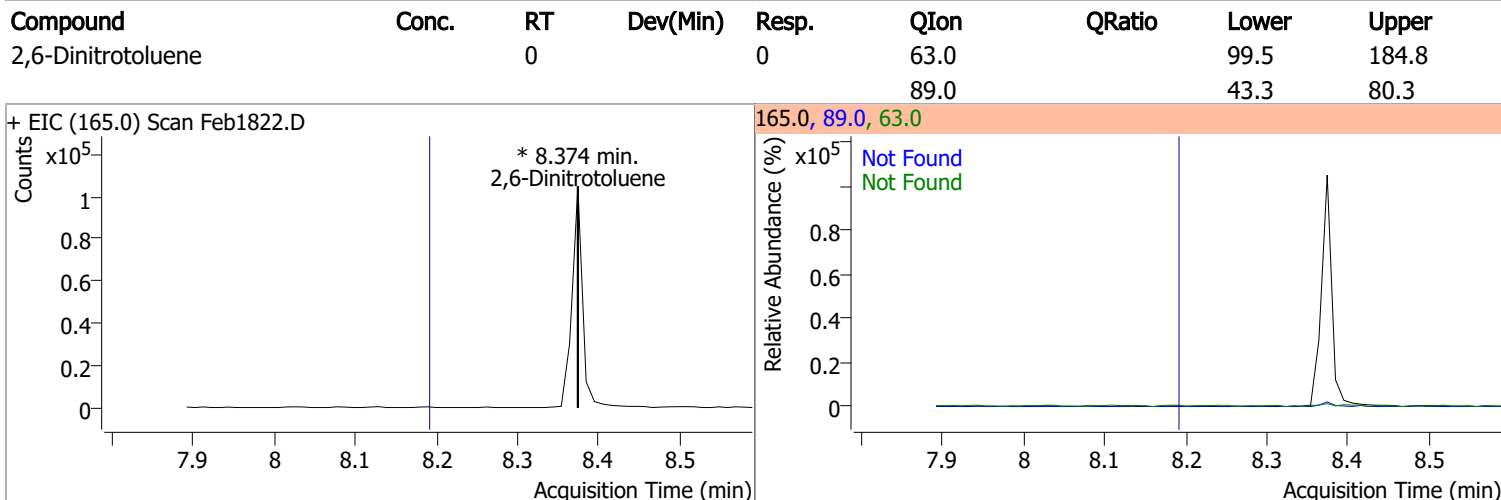 Compound Conc. RT Dev(Min) Resp. QIon QRatio Lower Upper
2,6-Dinitrotoluene 0 0 63.0 99.5 184.8
89.0 43.3 80.3
+ EIC (165.0) Scan Feb1822.D
Counts
x10⁵
1
0.8
0.6
0.4
0.2
0
* 8.374 min.
2,6-Dinitrotoluene
7.9 8 8.1 8.2 8.3 8.4 8.5
Acquisition Time (min)
165.0, 89.0, 63.0
Relative Abundance (%)
x10⁵
Not Found
Not Found
0.8
0.6
0.4
0.2
0
7.9 8 8.1 8.2 8.3 8.4 8.5
Acquisition Time (min)